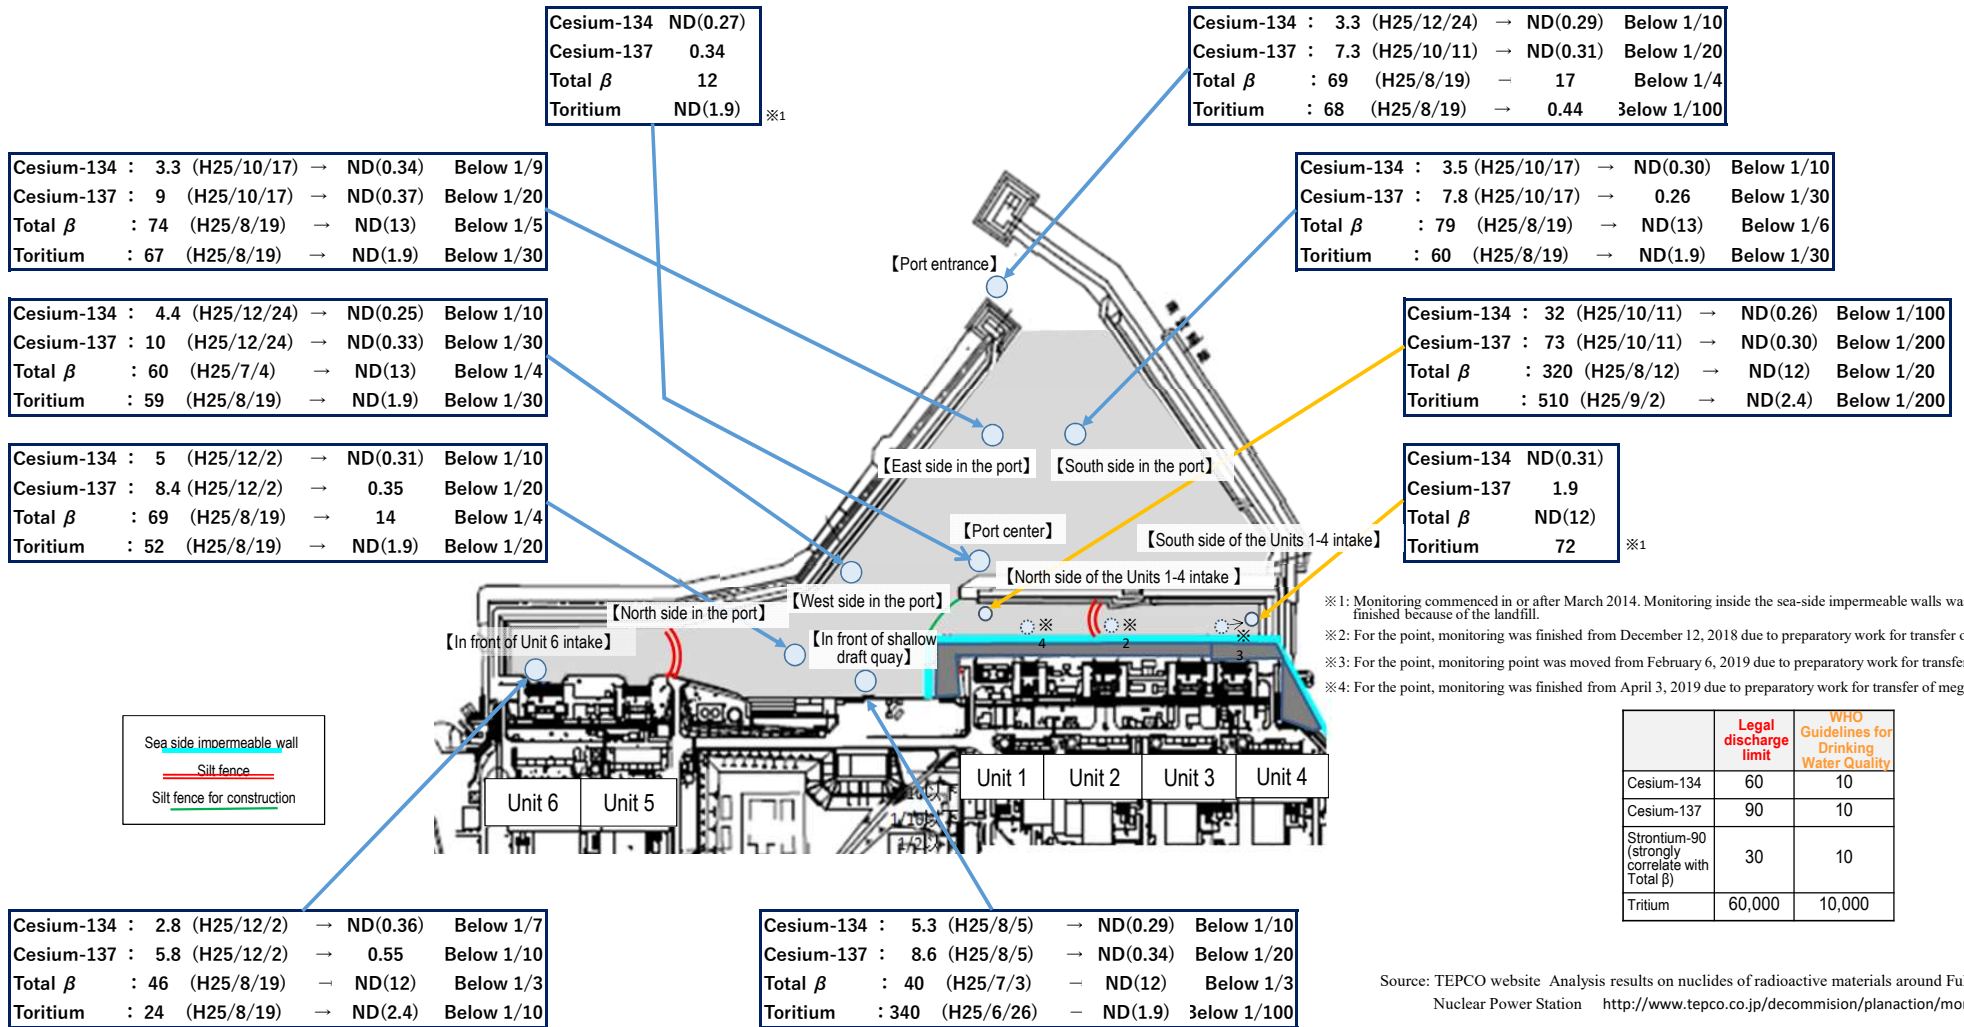 Cesium-134 ND(0.27)
Cesium-137 0.34
Total β 12
Toritium ND(1.9) ※1
Cesium-134 : 3.3 (H25/12/24) → ND(0.29) Below 1/10
Cesium-137 : 7.3 (H25/10/11) → ND(0.31) Below 1/20
Total β : 69 (H25/8/19) → 17 Below 1/4
Toritium : 68 (H25/8/19) → 0.44 Below 1/100
Cesium-134 : 3.3 (H25/10/17) → ND(0.34) Below 1/9
Cesium-137 : 9 (H25/10/17) → ND(0.37) Below 1/20
Total β : 74 (H25/8/19) → ND(13) Below 1/5
Toritium : 67 (H25/8/19) → ND(1.9) Below 1/30
Cesium-134 : 3.5 (H25/10/17) → ND(0.30) Below 1/10
Cesium-137 : 7.8 (H25/10/17) → 0.26 Below 1/30
Total β : 79 (H25/8/19) → ND(13) Below 1/6
Toritium : 60 (H25/8/19) → ND(1.9) Below 1/30
Cesium-134 : 4.4 (H25/12/24) → ND(0.25) Below 1/10
Cesium-137 : 10 (H25/12/24) → ND(0.33) Below 1/30
Total β : 60 (H25/7/4) → ND(13) Below 1/4
Toritium : 59 (H25/8/19) → ND(1.9) Below 1/30
Cesium-134 : 32 (H25/10/11) → ND(0.26) Below 1/100
Cesium-137 : 73 (H25/10/11) → ND(0.30) Below 1/200
Total β : 320 (H25/8/12) → ND(12) Below 1/20
Toritium : 510 (H25/9/2) → ND(2.4) Below 1/200
Cesium-134 : 5 (H25/12/2) → ND(0.31) Below 1/10
Cesium-137 : 8.4 (H25/12/2) → 0.35 Below 1/20
Total β : 69 (H25/8/19) → 14 Below 1/4
Toritium : 52 (H25/8/19) → ND(1.9) Below 1/20
Cesium-134 ND(0.31)
Cesium-137 1.9
Total β ND(12)
Toritium 72 ※1
【Port entrance】
【East side in the port】
【South side in the port】
【Port center】
【South side of the Units 1-4 intake】
【North side of the Units 1-4 intake 】
【West side in the port】
【North side in the port】
【In front of Unit 6 intake】
【In front of shallow
draft quay】
※
4
※
2
※
3
※1: Monitoring commenced in or after March 2014. Monitoring inside the sea-side impermeable walls wa
finished because of the landfill.
※2: For the point, monitoring was finished from December 12, 2018 due to preparatory work for transfer o
※3: For the point, monitoring point was moved from February 6, 2019 due to preparatory work for transfer
※4: For the point, monitoring was finished from April 3, 2019 due to preparatory work for transfer of meg
Sea side impermeable wall
Silt fence
Silt fence for construction
Unit 6
Unit 5
Unit 1
Unit 2
Unit 3
Unit 4
Legal discharge limit
WHO Guidelines for Drinking Water Quality
Cesium-134 60 10
Cesium-137 90 10
Strontium-90 (strongly correlate with Total β) 30 10
Tritium 60,000 10,000
Cesium-134 : 2.8 (H25/12/2) → ND(0.36) Below 1/7
Cesium-137 : 5.8 (H25/12/2) → 0.55 Below 1/10
Total β : 46 (H25/8/19) → ND(12) Below 1/3
Toritium : 24 (H25/8/19) → ND(2.4) Below 1/10
Cesium-134 : 5.3 (H25/8/5) → ND(0.29) Below 1/10
Cesium-137 : 8.6 (H25/8/5) → ND(0.34) Below 1/20
Total β : 40 (H25/7/3) → ND(12) Below 1/3
Toritium : 340 (H25/6/26) → ND(1.9) Below 1/100
Source: TEPCO website Analysis results on nuclides of radioactive materials around Fu
Nuclear Power Station http://www.tepco.co.jp/decommision/planaction/mo